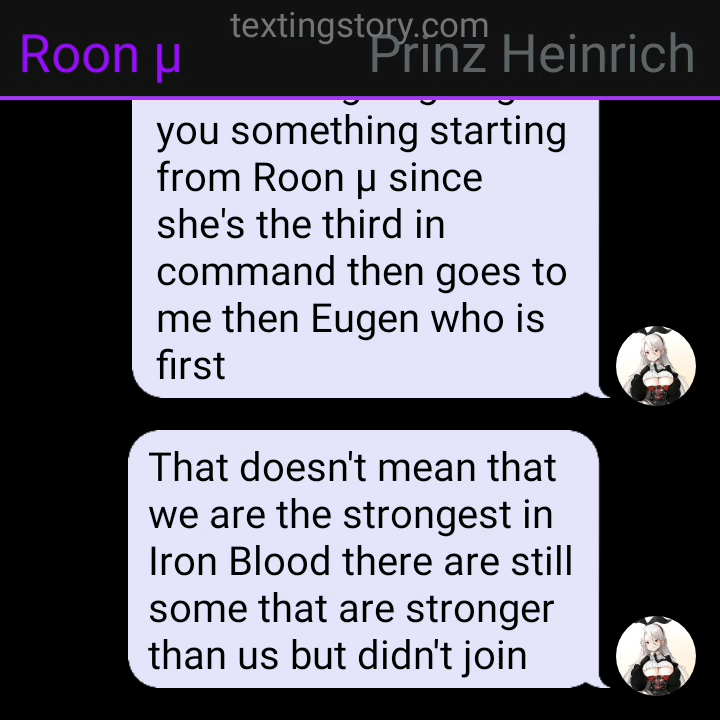 textingstory.com
Roon µ Prinz Heinrich
you something starting
from Roon µ since
she's the third in
command then goes to
me then Eugen who is
first
That doesn't mean that
we are the strongest in
Iron Blood there are still
some that are stronger
than us but didn't join